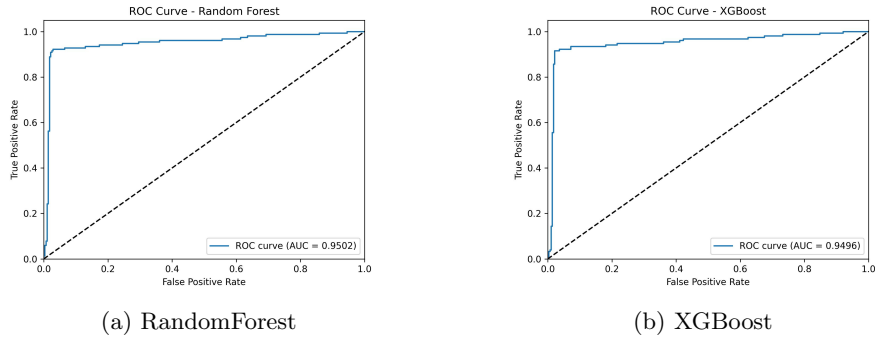 ROC Curve - Random Forest
1.0
0.8
0.6
0.4
0.2
0.0
True Positive Rate
0.0 0.2 0.4 0.6 0.8 1.0
False Positive Rate
ROC curve (AUC = 0.9502)
(a) RandomForest
ROC Curve - XGBoost
1.0
0.8
0.6
0.4
0.2
0.0
True Positive Rate
0.0 0.2 0.4 0.6 0.8 1.0
False Positive Rate
ROC curve (AUC = 0.9496)
(b) XGBoost